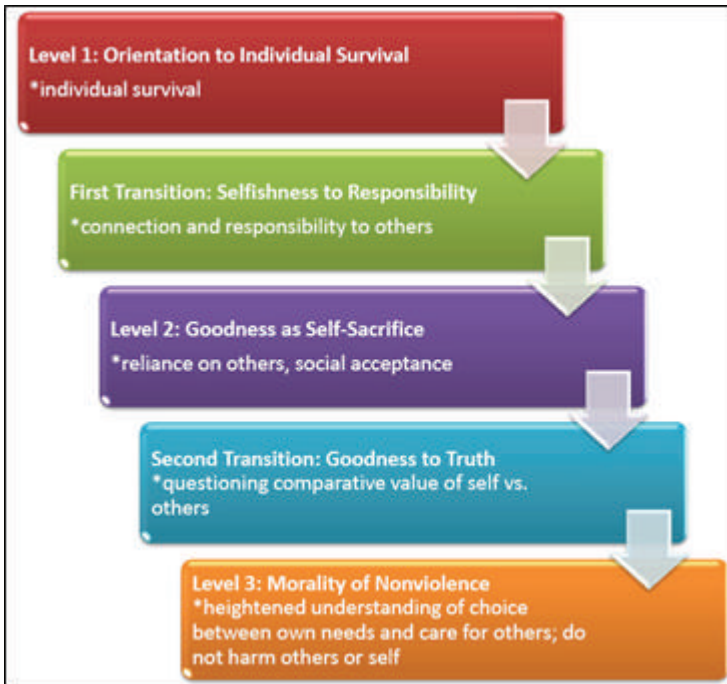 Level 1: Orientation to Individual Survival
*individual survival
First Transition: Selfishness to Responsibility
*connection and responsibility to others
Level 2: Goodness as Self-Sacrifice
*reliance on others, social acceptance
Second Transition: Goodness to Truth
*questioning comparative value of self vs.
others
Level 3: Morality of Nonviolence
*heightened understanding of choice
between own needs and care for others; do
not harm others or self